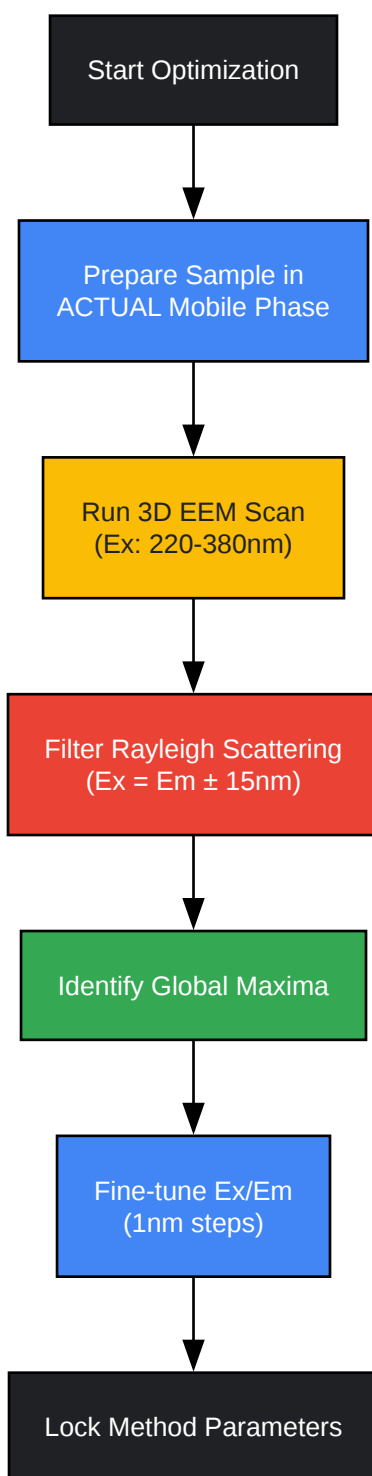 Start Optimization
Prepare Sample in
ACTUAL Mobile Phase
Run 3D EEM Scan
(Ex: 220-380nm)
Filter Rayleigh Scattering
(Ex = Em ± 15nm)
Identify Global Maxima
Fine-tune Ex/Em
(1nm steps)
Lock Method Parameters